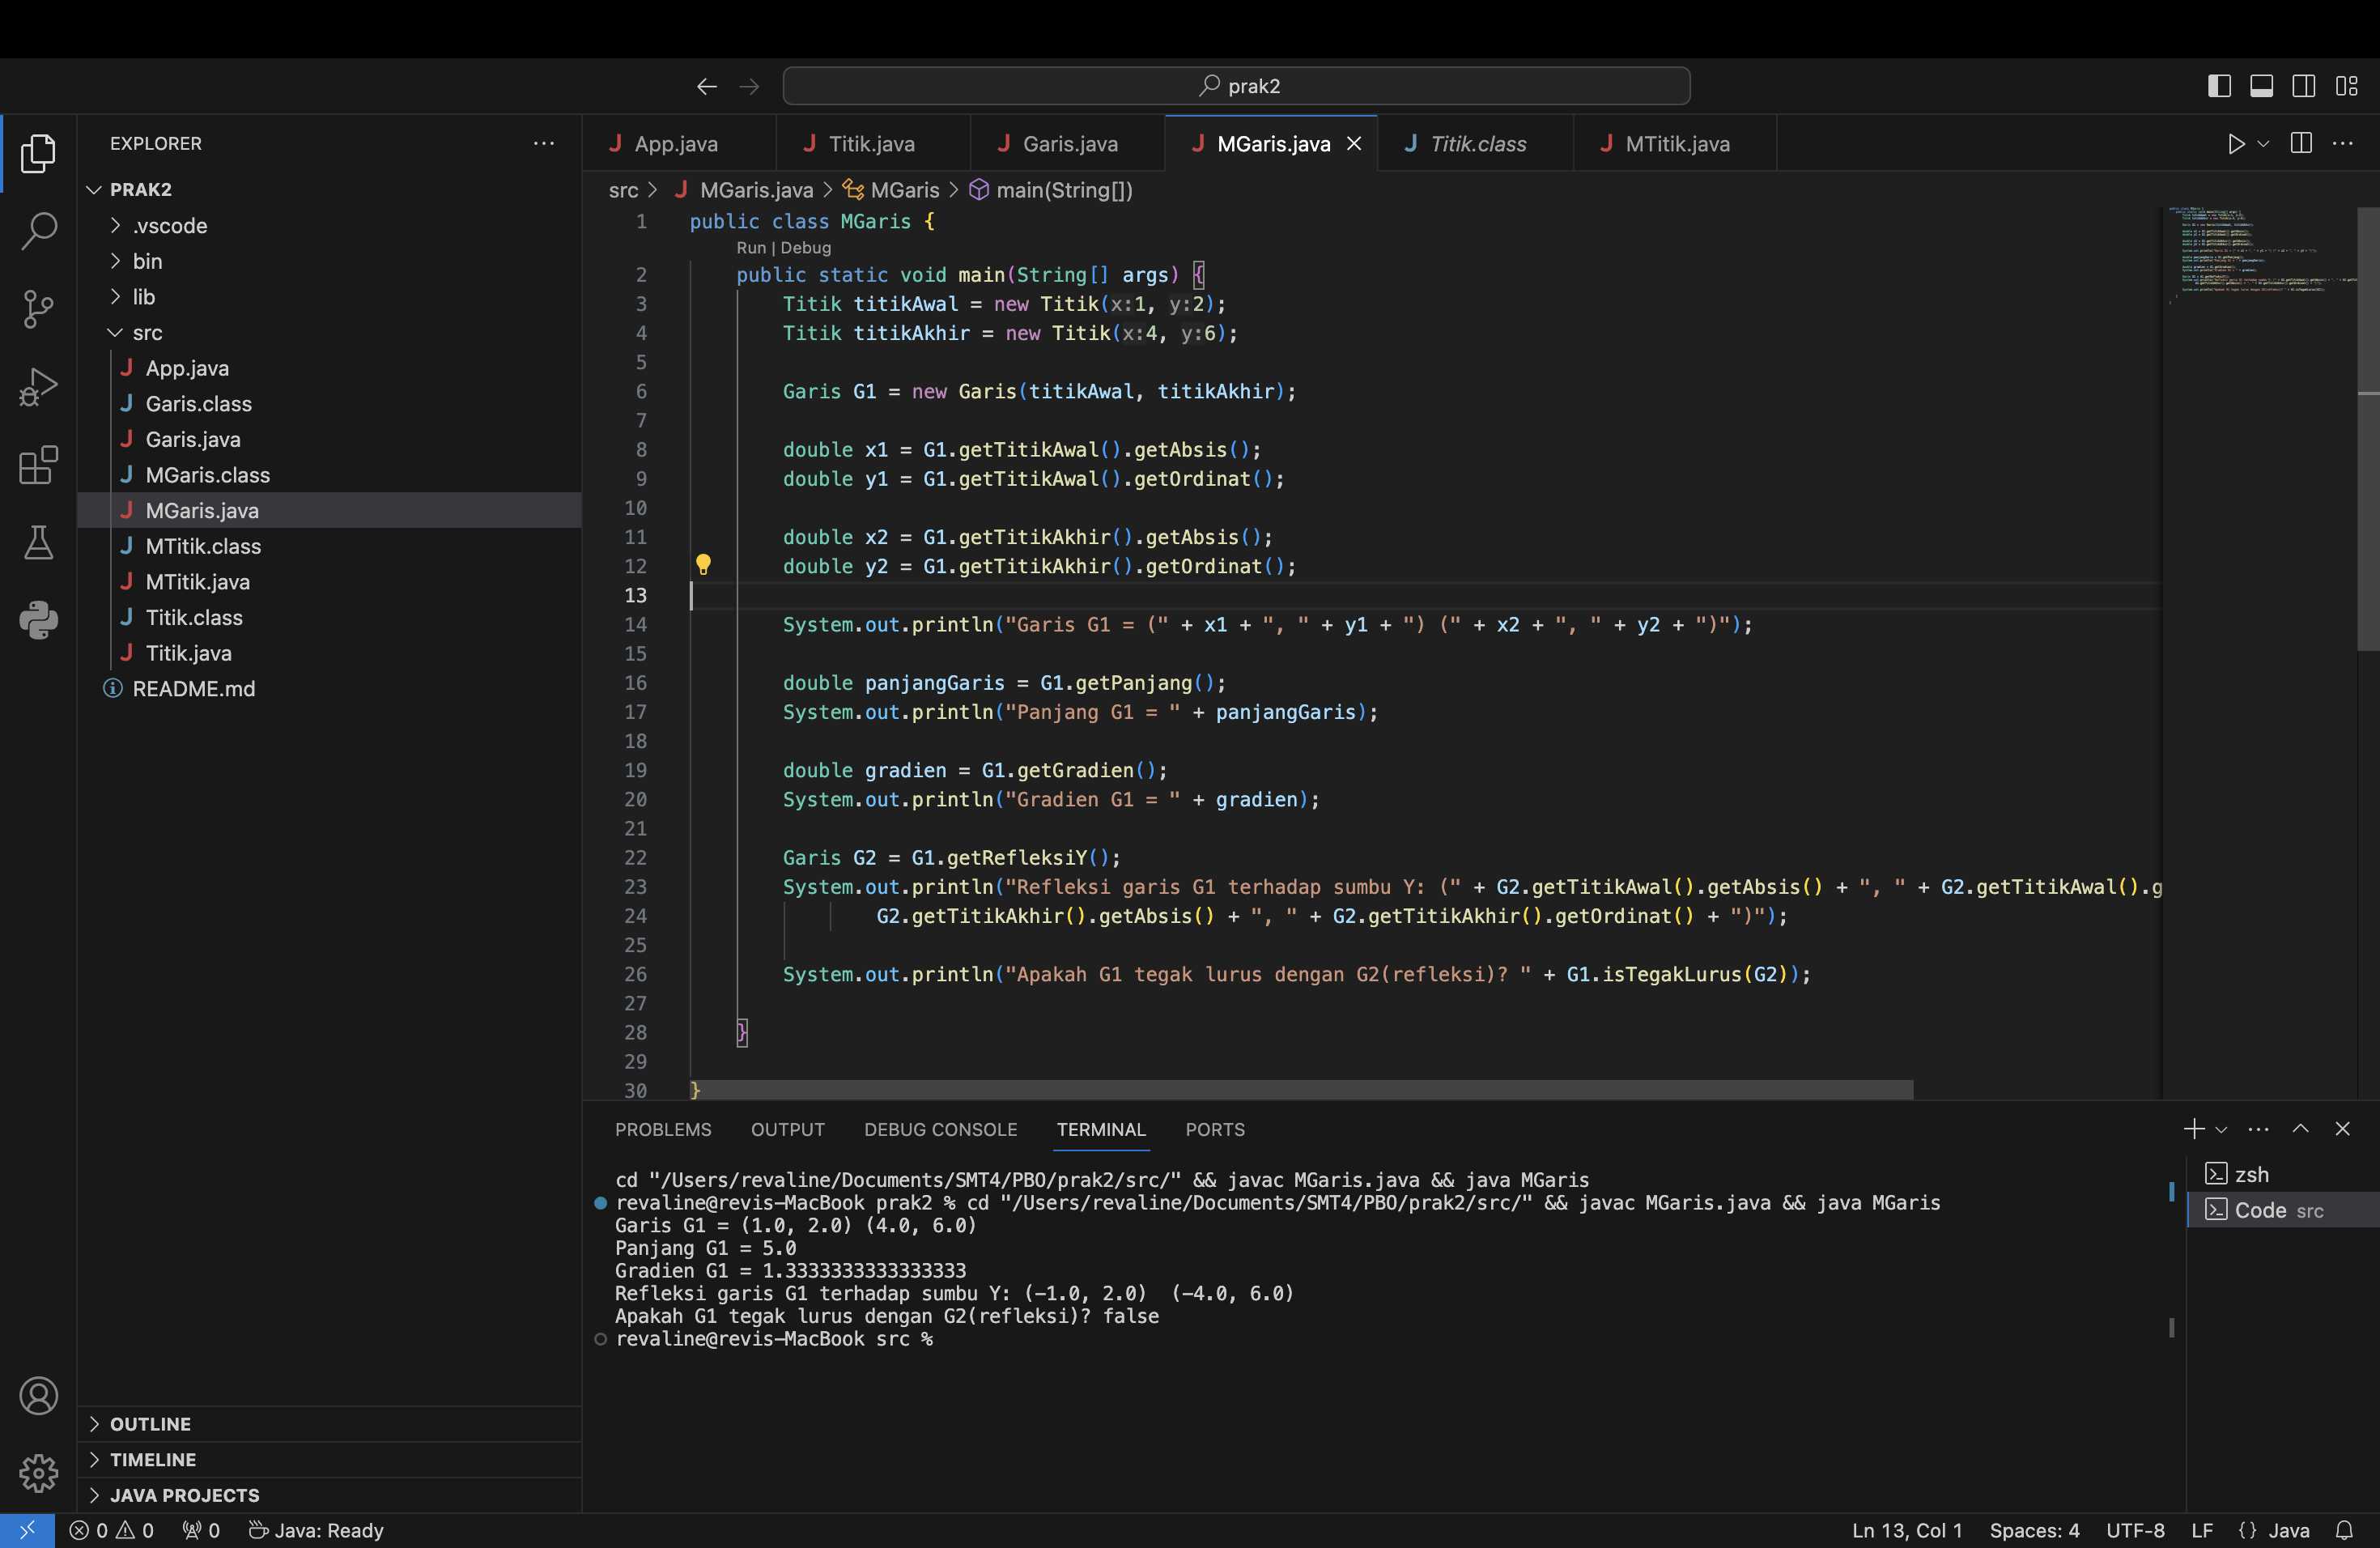 prak2
EXPLORER
PRAK2
.vscode
bin
lib
src
App.java
Garis.class
Garis.java
MGaris.class
MGaris.java
MTitik.class
MTitik.java
Titik.class
Titik.java
README.md
OUTLINE
TIMELINE
JAVA PROJECTS
App.java Titik.java Garis.java MGaris.java Titik.class MTitik.java
src > MGaris.java > MGaris > main(String[])
1 public class MGaris {
Run | Debug
2 public static void main(String[] args) {
3 Titik titikAwal = new Titik(x:1, y:2);
4 Titik titikAkhir = new Titik(x:4, y:6);
5
6 Garis G1 = new Garis(titikAwal, titikAkhir);
7
8 double x1 = G1.getTitikAwal().getAbsis();
9 double y1 = G1.getTitikAwal().getOrdinat();
10
11 double x2 = G1.getTitikAkhir().getAbsis();
12 double y2 = G1.getTitikAkhir().getOrdinat();
13
14 System.out.println("Garis G1 = (" + x1 + ", " + y1 + ") (" + x2 + ", " + y2 + ")");
15
16 double panjangGaris = G1.getPanjang();
17 System.out.println("Panjang G1 = " + panjangGaris);
18
19 double gradien = G1.getGradien();
20 System.out.println("Gradien G1 = " + gradien);
21
22 Garis G2 = G1.getRefleksiY();
23 System.out.println("Refleksi garis G1 terhadap sumbu Y: (" + G2.getTitikAwal().getAbsis() + ", " + G2.getTitikAwal().g
24 G2.getTitikAkhir().getAbsis() + ", " + G2.getTitikAkhir().getOrdinat() + ")");
25
26 System.out.println("Apakah G1 tegak lurus dengan G2(refleksi)? " + G1.isTegakLurus(G2));
27
28 }
29
30 }
PROBLEMS OUTPUT DEBUG CONSOLE TERMINAL PORTS
cd "/Users/revaline/Documents/SMT4/PBO/prak2/src/" && javac MGaris.java && java MGaris
revaline@revis-MacBook prak2 % cd "/Users/revaline/Documents/SMT4/PBO/prak2/src/" && javac MGaris.java && java MGaris
Garis G1 = (1.0, 2.0) (4.0, 6.0)
Panjang G1 = 5.0
Gradien G1 = 1.3333333333333333
Refleksi garis G1 terhadap sumbu Y: (-1.0, 2.0)  (-4.0, 6.0)
Apakah G1 tegak lurus dengan G2(refleksi)? false
revaline@revis-MacBook src %
zsh
Code src
0 0 0 Java: Ready Ln 13, Col 1 Spaces: 4 UTF-8 LF {} Java